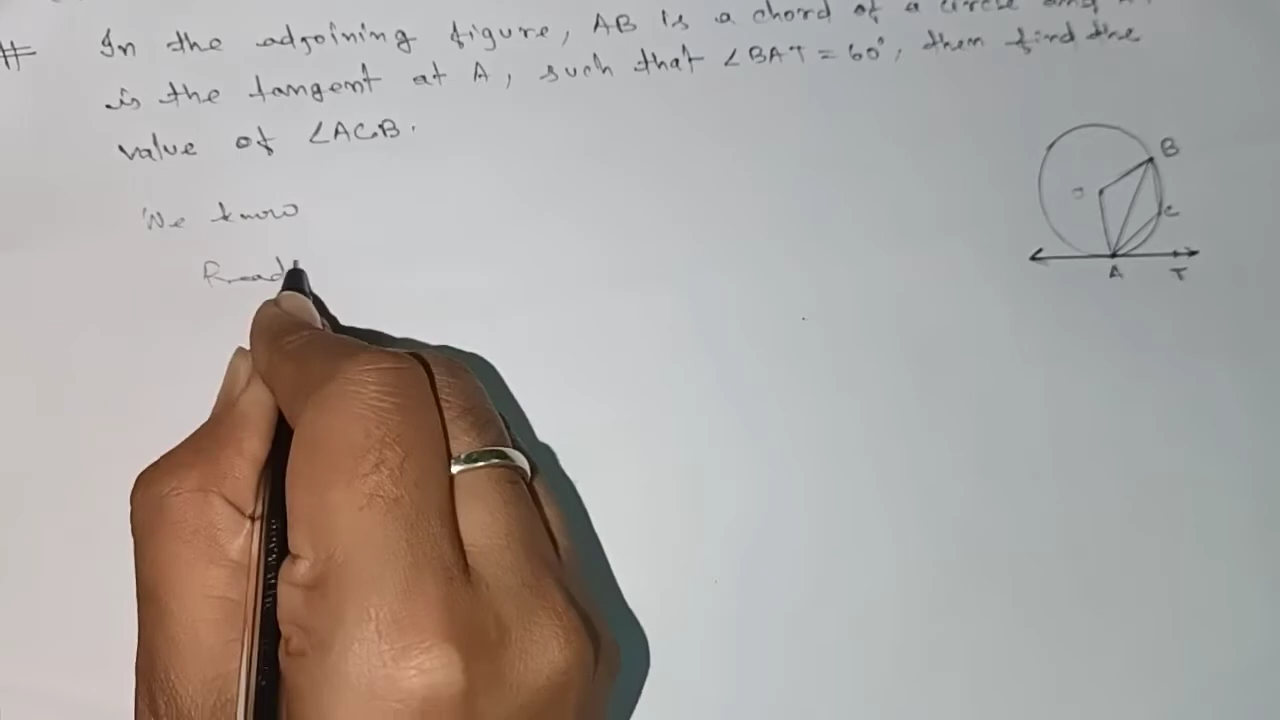 # In the adjoining figure, AB is a chord of a circle and
is the tangent at A, such that ∠BAT = 60°, then find the
value of ∠ACB.
We know
Read
B
O
C
A
T